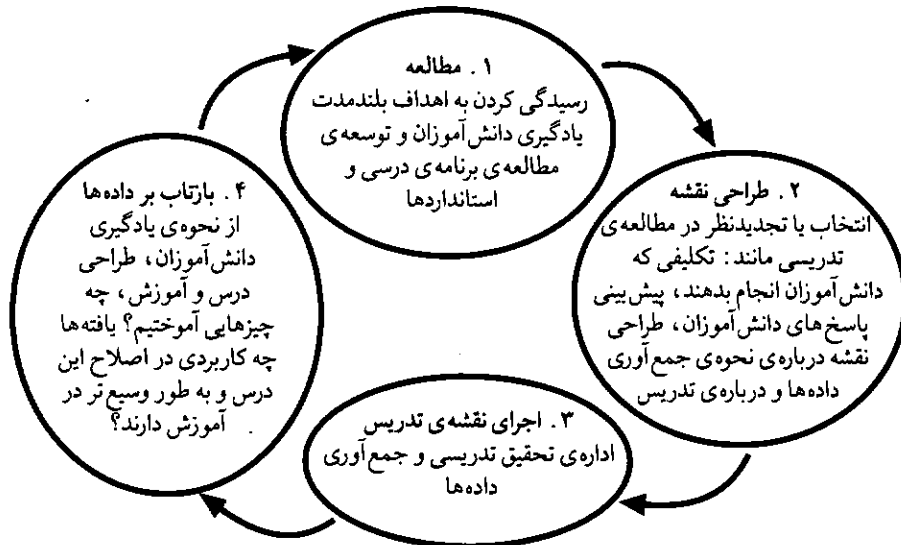 ۱. مطالعه
رسیدگی کردن به اهداف بلندمدت
یادگیری دانش‌آموزان و توسعه‌ی
مطالعه‌ی برنامه‌ی درسی و
استانداردها
۲. طراحی نقشه
انتخاب یا تجدیدنظر در مطالعه‌ی
تدریسی مانند: تکلیفی که
دانش‌آموزان انجام بدهند، پیش‌بینی
پاسخ‌های دانش‌آموزان، طراحی
نقشه درباره‌ی نحوه‌ی جمع‌آوری
داده‌ها و درباره‌ی تدریس
۳. اجرای نقشه‌ی تدریس
اداره‌ی تحقیق تدریسی و جمع‌آوری
داده‌ها
۴. بازتاب بر داده‌ها
از نحوه‌ی یادگیری
دانش‌آموزان، طراحی
درس و آموزش، چه
چیزهایی آموختیم؟ یافته‌ها
چه کاربردی در اصلاح این
درس و به طور وسیع‌تر در
آموزش دارند؟